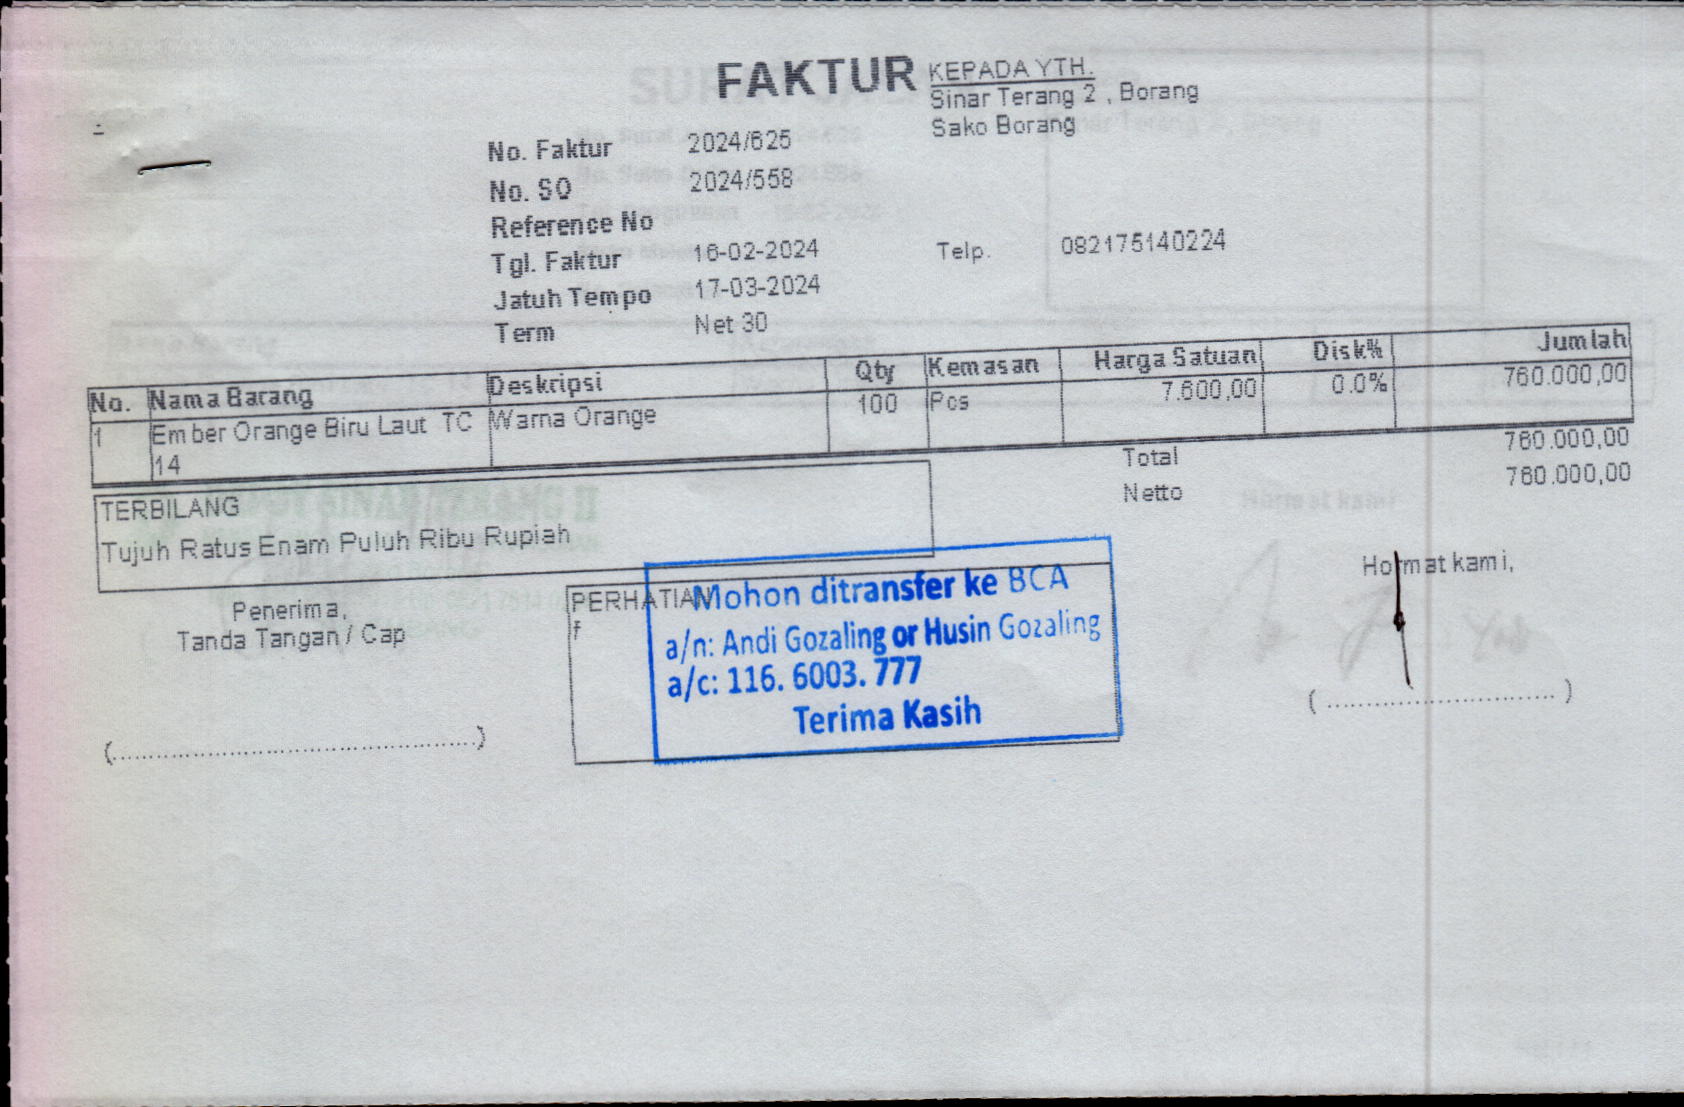 FAKTUR
KEPADA YTH.
Sinar Terang 2 , Borang
Sako Borang
No. Faktur 2024/625
No. SO 2024/558
Reference No
Tgl. Faktur 16-02-2024
Telp. 082175140224
Jatuh Tempo 17-03-2024
Term Net 30
No. Nama Barang Deskripsi Qty Kemasan Harga Satuan Disk% Jumlah
1 Ember Orange Biru Laut TC Warna Orange 100 Pcs 7.600,00 0.0% 760.000,00
14
Total 760.000,00
Netto 760.000,00
TERBILANG
Tujuh Ratus Enam Puluh Ribu Rupiah
Penerima,
Tanda Tangan / Cap
(................................................)
PERHATIAN
F
Mohon ditransfer ke BCA
a/n: Andi Gozaling or Husin Gozaling
a/c: 116. 6003. 777
Terima Kasih
Hormat kami,
( .............................. )